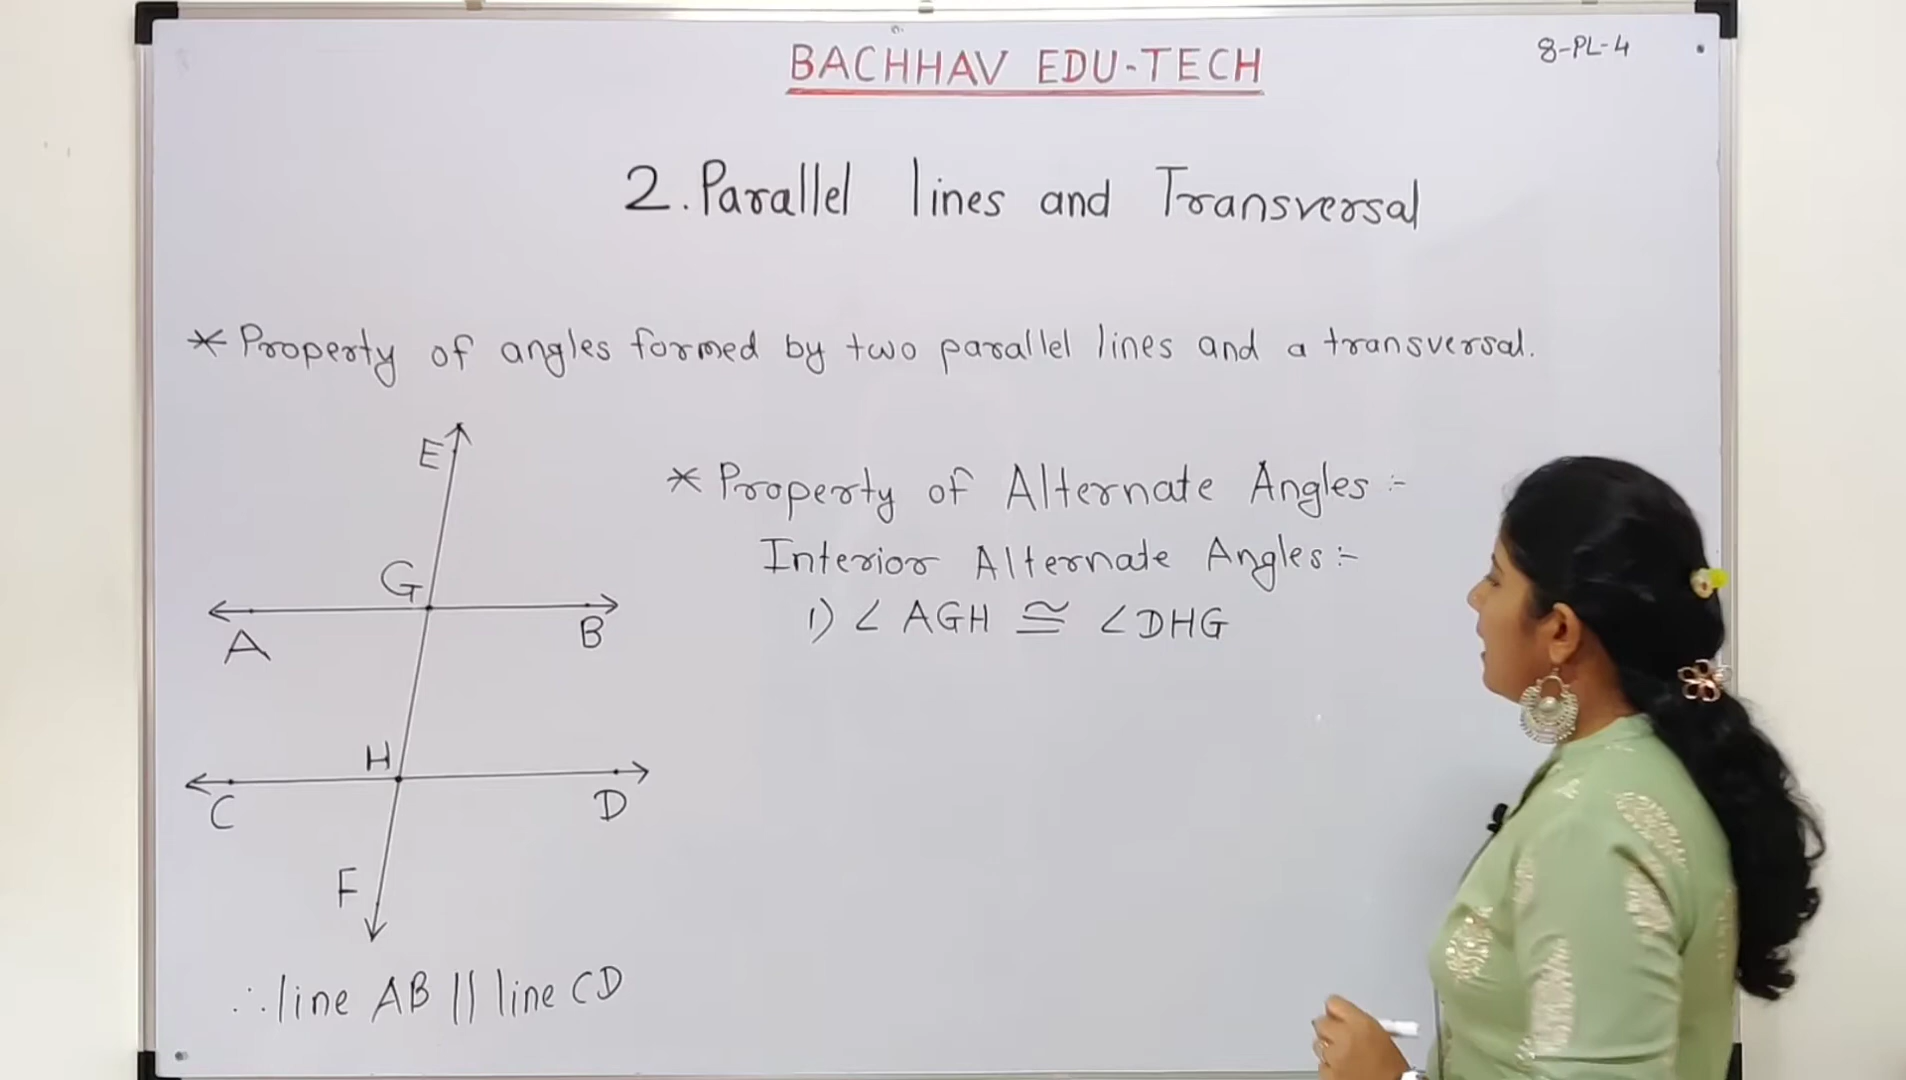 BACHHAV EDU-TECH
8-PL-4
2. Parallel lines and Transversal
* Property of angles formed by two parallel lines and a transversal.
E
G
A
B
H
C
D
F
∴ line AB || line CD
* Property of Alternate Angles :-
Interior Alternate Angles :-
1) ∠ AGH ≅ ∠DHG